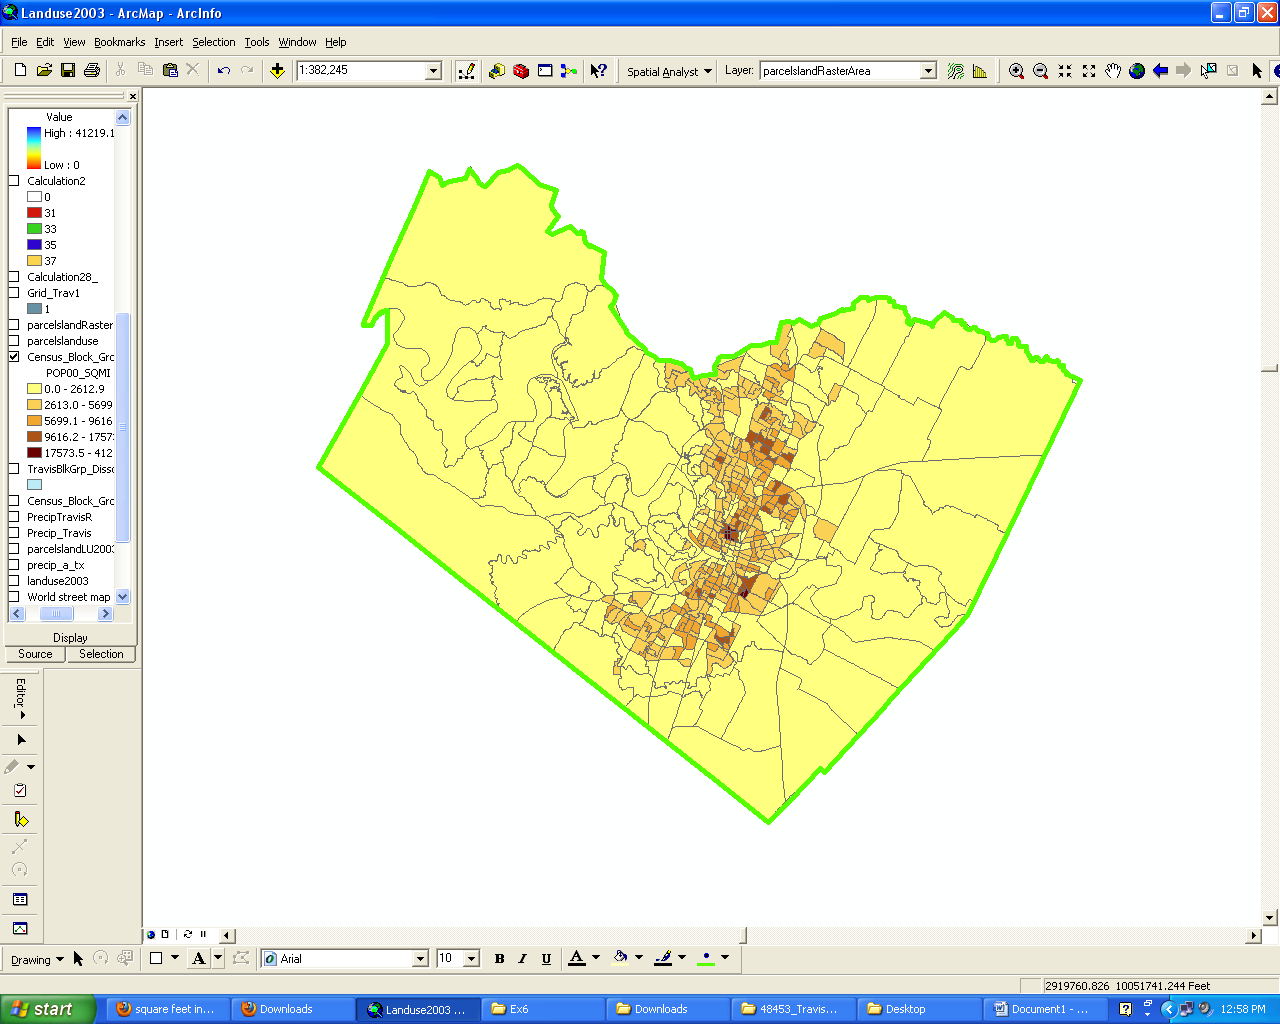 Landuse2003 - ArcMap - ArcInfo
File Edit View Bookmarks Insert Selection Tools Window Help
1:382,245 Spatial Analyst Layer: parcelslandRasterArea
Value
High : 41219.1
Low : 0
Calculation2
0
31
33
35
37
Calculation28_
Grid_Trav1
1
parcelslandRaster
parcelslanduse
Census_Block_Gro
POP00_SQMI
0.0 - 2612.9
2613.0 - 5699
5699.1 - 9616
9616.2 - 1757
17573.5 - 412
TravisBlkGrp_Disso
Census_Block_Gro
PrecipTravisR
Precip_Travis
parcelslandLU2003
precip_a_tx
landuse2003
World street map
Display
Source Selection
Editor
Drawing A Arial 10 B I U A
2919760.826 10051741.244 Feet
start square feet in... Downloads Landuse2003 ... Ex6 Downloads 48453_Travis... Desktop Document1 - ... 12:58 PM